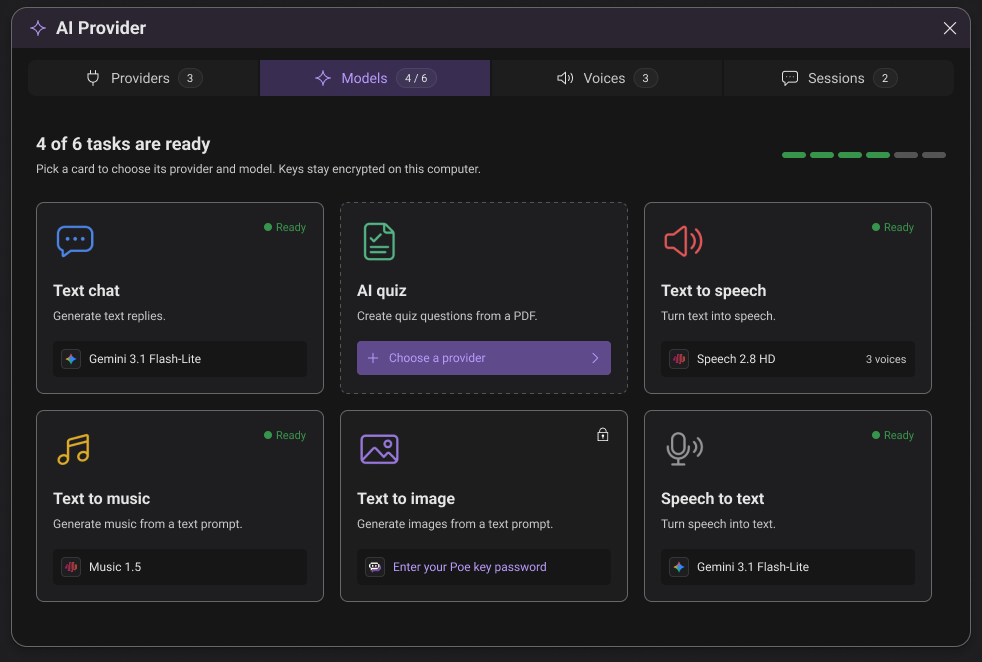 AI Provider
Providers 3
Models 4 / 6
Voices 3
Sessions 2
4 of 6 tasks are ready
Pick a card to choose its provider and model. Keys stay encrypted on this computer.
Ready
Text chat
Generate text replies.
Gemini 3.1 Flash-Lite
AI quiz
Create quiz questions from a PDF.
Choose a provider
Ready
Text to speech
Turn text into speech.
Speech 2.8 HD 3 voices
Ready
Text to music
Generate music from a text prompt.
Music 1.5
Text to image
Generate images from a text prompt.
Enter your Poe key password
Ready
Speech to text
Turn speech into text.
Gemini 3.1 Flash-Lite